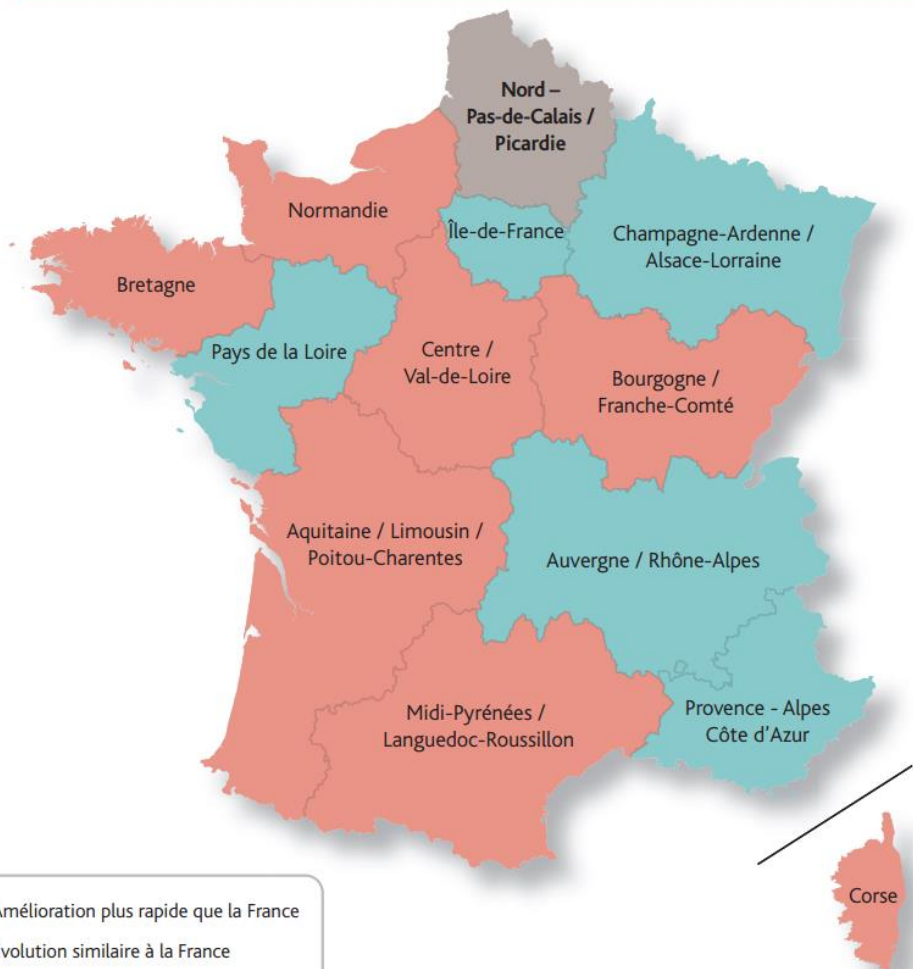 Nord –
Pas-de-Calais /
Picardie
Normandie
Île-de-France
Champagne-Ardenne /
Alsace-Lorraine
Bretagne
Pays de la Loire
Centre /
Val-de-Loire
Bourgogne /
Franche-Comté
Aquitaine / Limousin /
Poitou-Charentes
Auvergne / Rhône-Alpes
Midi-Pyrénées /
Languedoc-Roussillon
Provence - Alpes
Côte d'Azur
Corse
Amélioration plus rapide que la France
volution similaire à la France